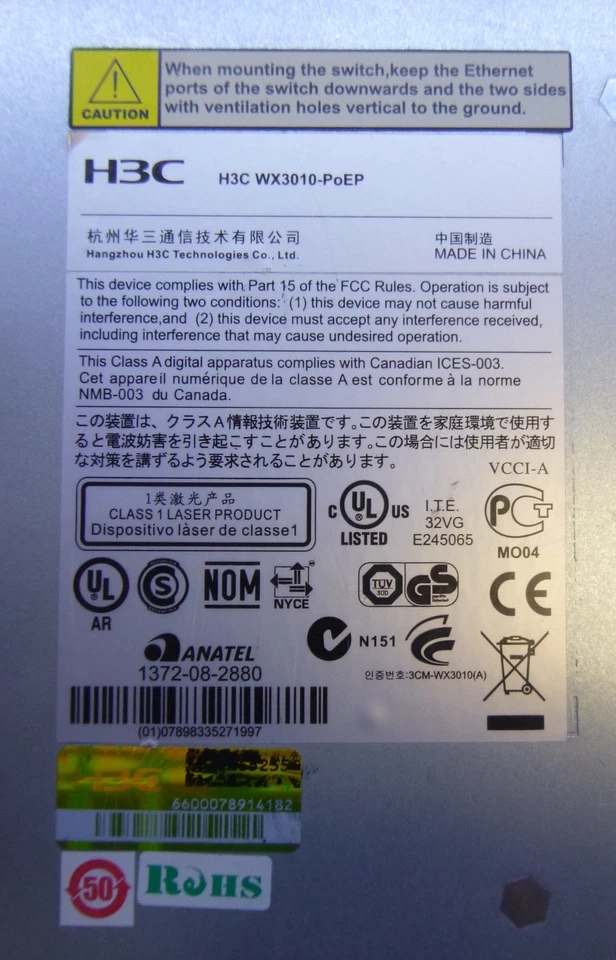 When mounting the switch,keep the Ethernet
ports of the switch downwards and the two sides
with ventilation holes vertical to the ground.
CAUTION
H3C
H3C WX3010-PoEP
杭州华三通信技术有限公司
中国制造
Hangzhou H3C Technologies Co., Ltd.
MADE IN CHINA
This device complies with Part 15 of the FCC Rules. Operation is subject
to the following two conditions: (1) this device may not cause harmful
interference,and (2) this device must accept any interference received,
including interference that may cause undesired operation.
This Class A digital apparatus complies with Canadian ICES-003.
Cet appareil numérique de la classe A est conforme à la norme
NMB-003 du Canada.
この装置は、クラスA情報技術装置です。この装置を家庭環境で使用す
ると電波妨害を引き起こすことがあります。この場合には使用者が適切
な対策を講ずるよう要求されることがあります。
VCCI-A
1类激光产品
CLASS 1 LASER PRODUCT
Dispositivo làser de classe1
C UL US
LISTED
I.T.E.
32VG
E245065
PCT
MO04
UL
AR
S
NOM
NYCE
TUV
SUD
GS
CE
N151
ANATEL
1372-08-2880
인증번호:3CM-WX3010(A)
(01)07898335271997
H3C
6600078914182
50
RoHS